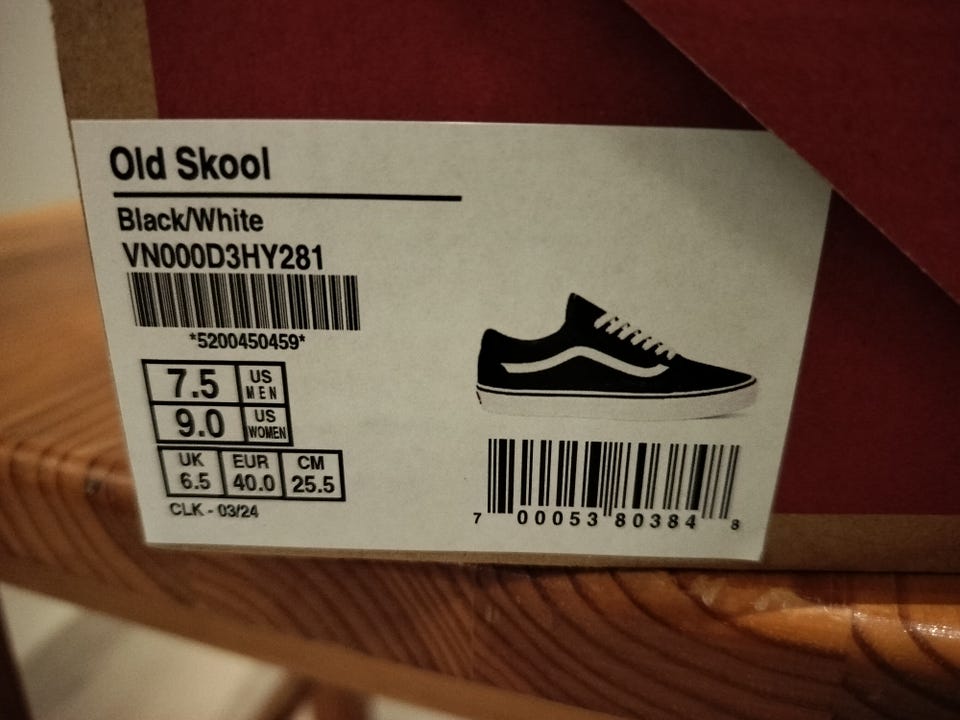 Old Skool
Black/White
VN000D3HY281
*5200450459*
7.5 US MEN
9.0 US WOMEN
UK EUR CM
6.5 40.0 25.5
CLK - 03/24
7 00053 80384 8